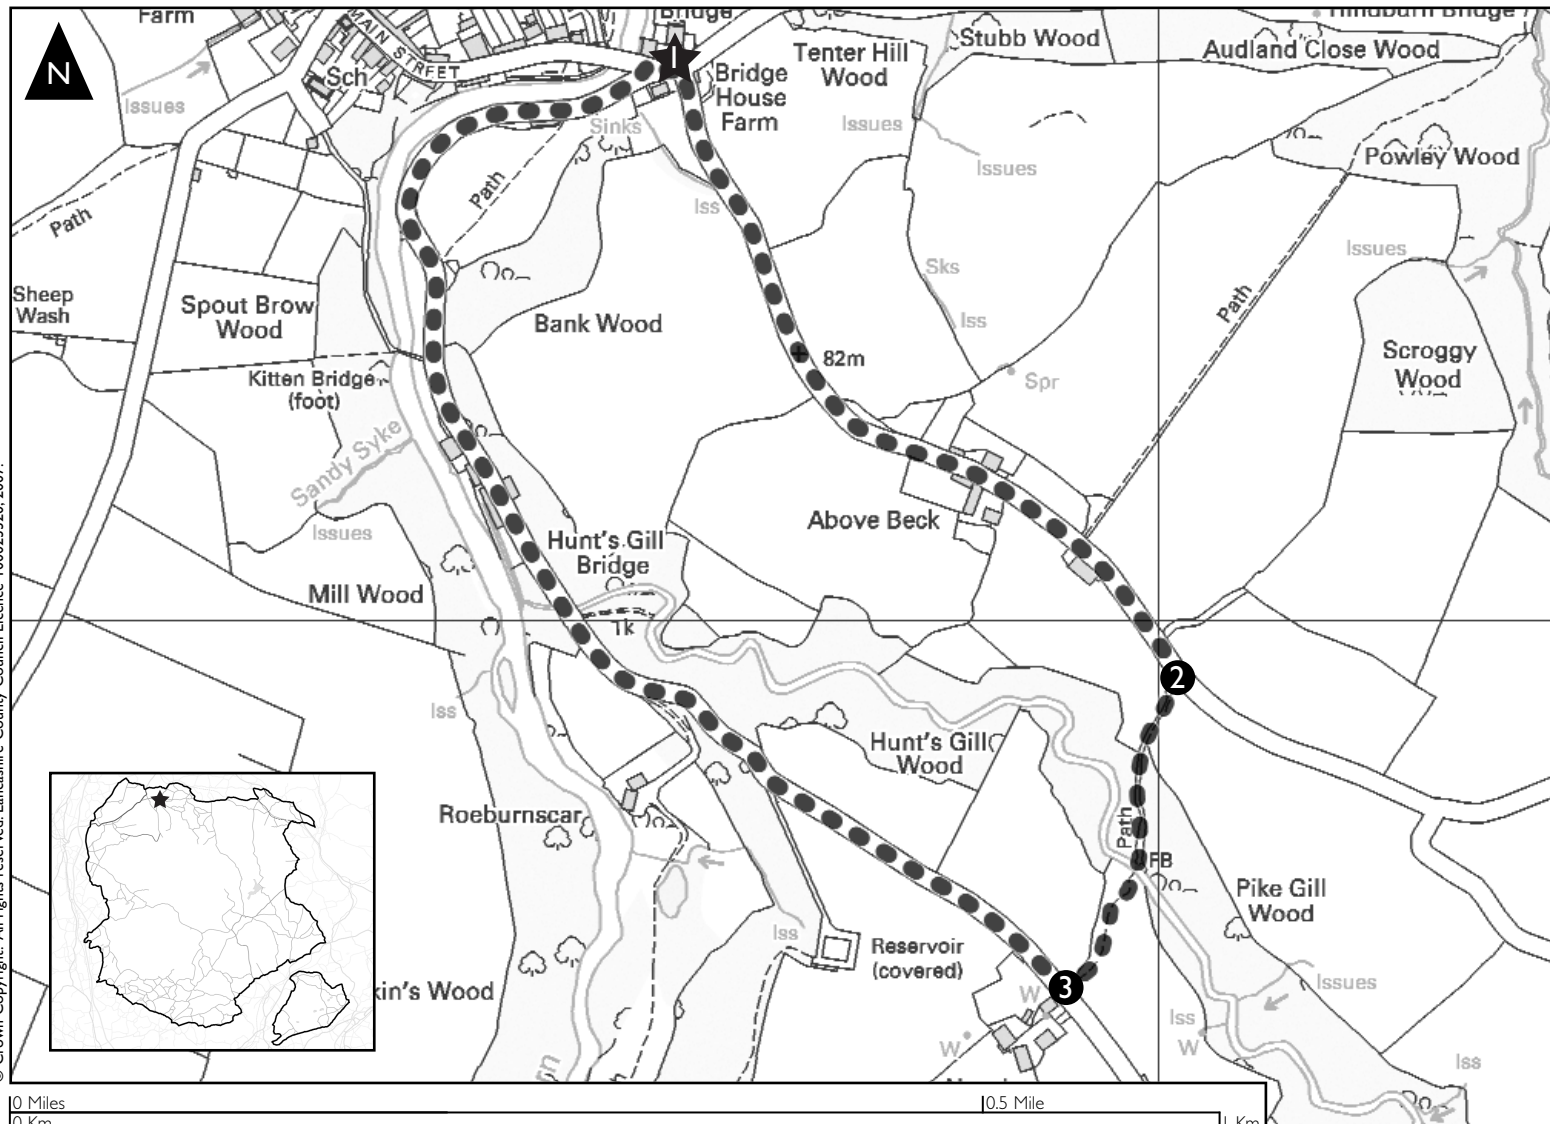 Farm
Bridge
N
MAIN STREET
Sch
1
Tenter Hill
Wood
Stubb Wood
Audland Close Wood
Issues
Bridge
House
Farm
Sinks
Issues
Issues
Powley Wood
Path
Path
Iss
Issues
Sheep
Wash
Spout Brow
Wood
Bank Wood
Sks
Iss
Path
82m
Scroggy
Wood
Kitten Bridge
(foot)
Spr
Sandy Syke
Issues
Above Beck
Hunt's Gill
Bridge
Mill Wood
Tk
2
Iss
Hunt's Gill
Wood
Roeburnscar
Path
FB
Pike Gill
Wood
Iss
Reservoir
(covered)
kin's Wood
3
W
Issues
Iss
W
W
Iss
rn
0 Miles
0.5 Mile
0 Km
1 Km